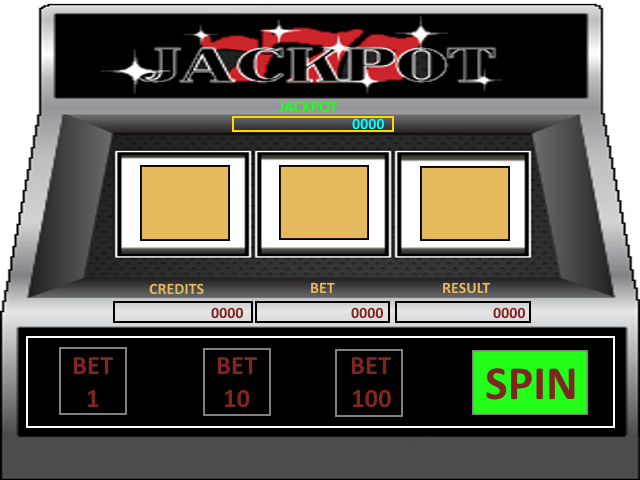 JACKPOT
JACKPOT
0000
CREDITS BET RESULT
0000 0000 0000
BET BET BET SPIN
1 10 100